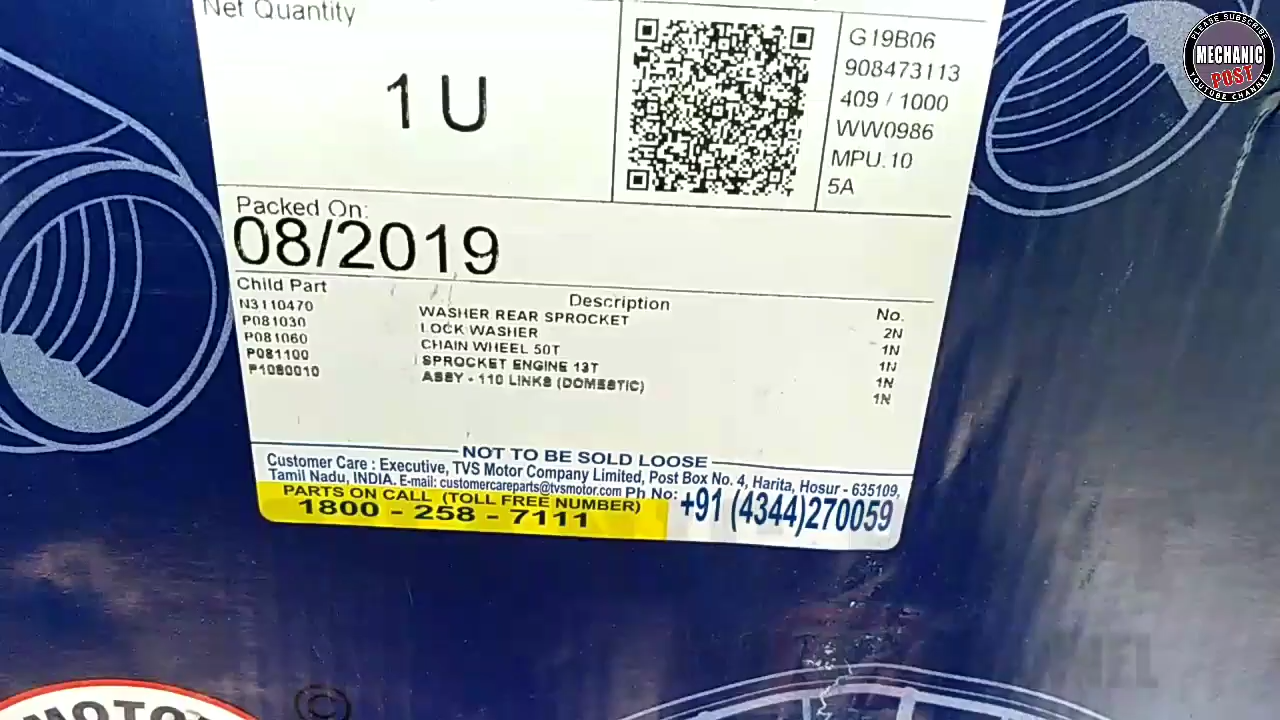 Net Quantity
1 U
G19B06
908473113
409 / 1000
WW0986
MPU.10
5A
Packed On:
08/2019
Child Part Description No.
N3110470 WASHER REAR SPROCKET 2N
P081030 LOCK WASHER 1N
P081060 CHAIN WHEEL 50T 1N
P081100 SPROCKET ENGINE 13T 1N
P1080010 ASSY - 110 LINKS (DOMESTIC) 1N
NOT TO BE SOLD LOOSE
Customer Care : Executive, TVS Motor Company Limited, Post Box No. 4, Harita, Hosur - 635109,
Tamil Nadu, INDIA. E-mail: customercareparts@tvsmotor.com Ph No: +91 (4344)270059
PARTS ON CALL (TOLL FREE NUMBER)
1800 - 258 - 7111
PLEASE SUBSCRIBE
MECHANIC
POST
YOUTUBE CHANNEL
©